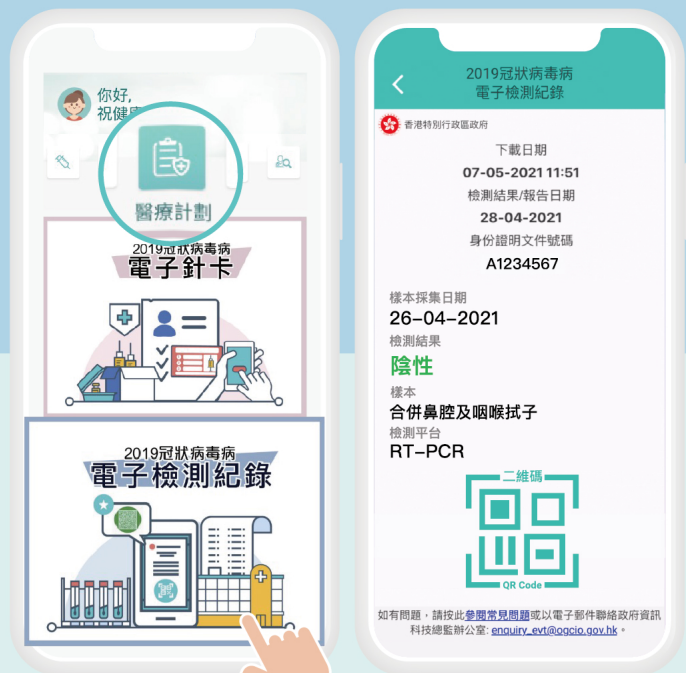 你好,
祝健
醫療計劃
2019冠狀病毒病
電子針卡
2019冠狀病毒病
電子檢測紀錄
2019冠狀病毒病
電子檢測紀錄
香港特別行政區政府
下載日期
07-05-2021 11:51
檢測結果/報告日期
28-04-2021
身份證明文件號碼
A1234567
樣本採集日期
26-04-2021
檢測結果
陰性
樣本
合併鼻腔及咽喉拭子
檢測平台
RT-PCR
二維碼
QR Code
如有問題，請按此參閱常見問題或以電子郵件聯絡政府資訊
科技總監辦公室: enquiry_evt@ogcio.gov.hk。